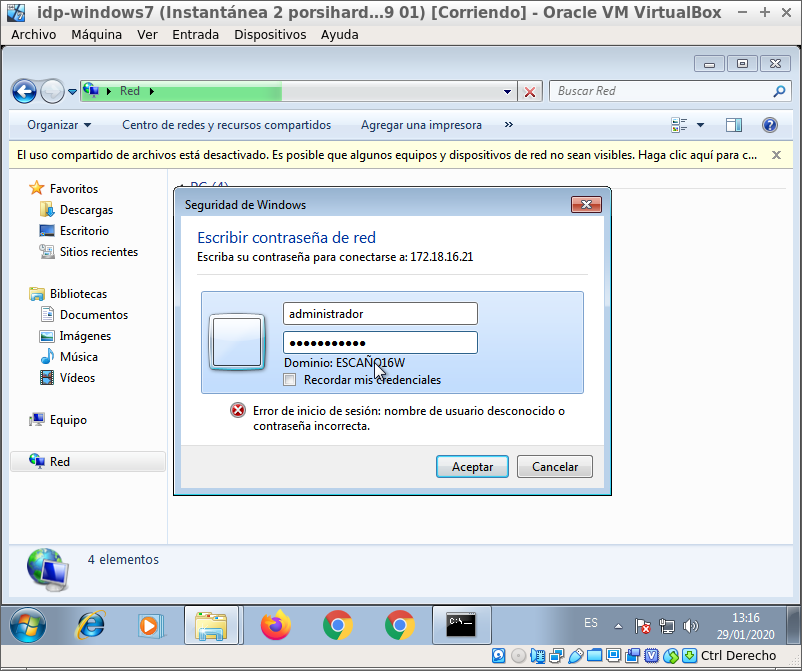 idp-windows7 (Instantánea 2 porsihard...9 01) [Corriendo] - Oracle VM VirtualBox
Archivo Máquina Ver Entrada Dispositivos Ayuda
Red
Buscar Red
Organizar Centro de redes y recursos compartidos Agregar una impresora »
El uso compartido de archivos está desactivado. Es posible que algunos equipos y dispositivos de red no sean visibles. Haga clic aquí para c...
Favoritos
Descargas
Escritorio
Sitios recientes
Bibliotecas
Documentos
Imágenes
Música
Vídeos
Equipo
Red
PC (4)
Seguridad de Windows
Escribir contraseña de red
Escriba su contraseña para conectarse a: 172.18.16.21
administrador
●●●●●●●●●●●
Dominio: ESCAÑO16W
Recordar mis credenciales
Error de inicio de sesión: nombre de usuario desconocido o
contraseña incorrecta.
Aceptar Cancelar
4 elementos
C:\.
ES
13:16
29/01/2020
Ctrl Derecho